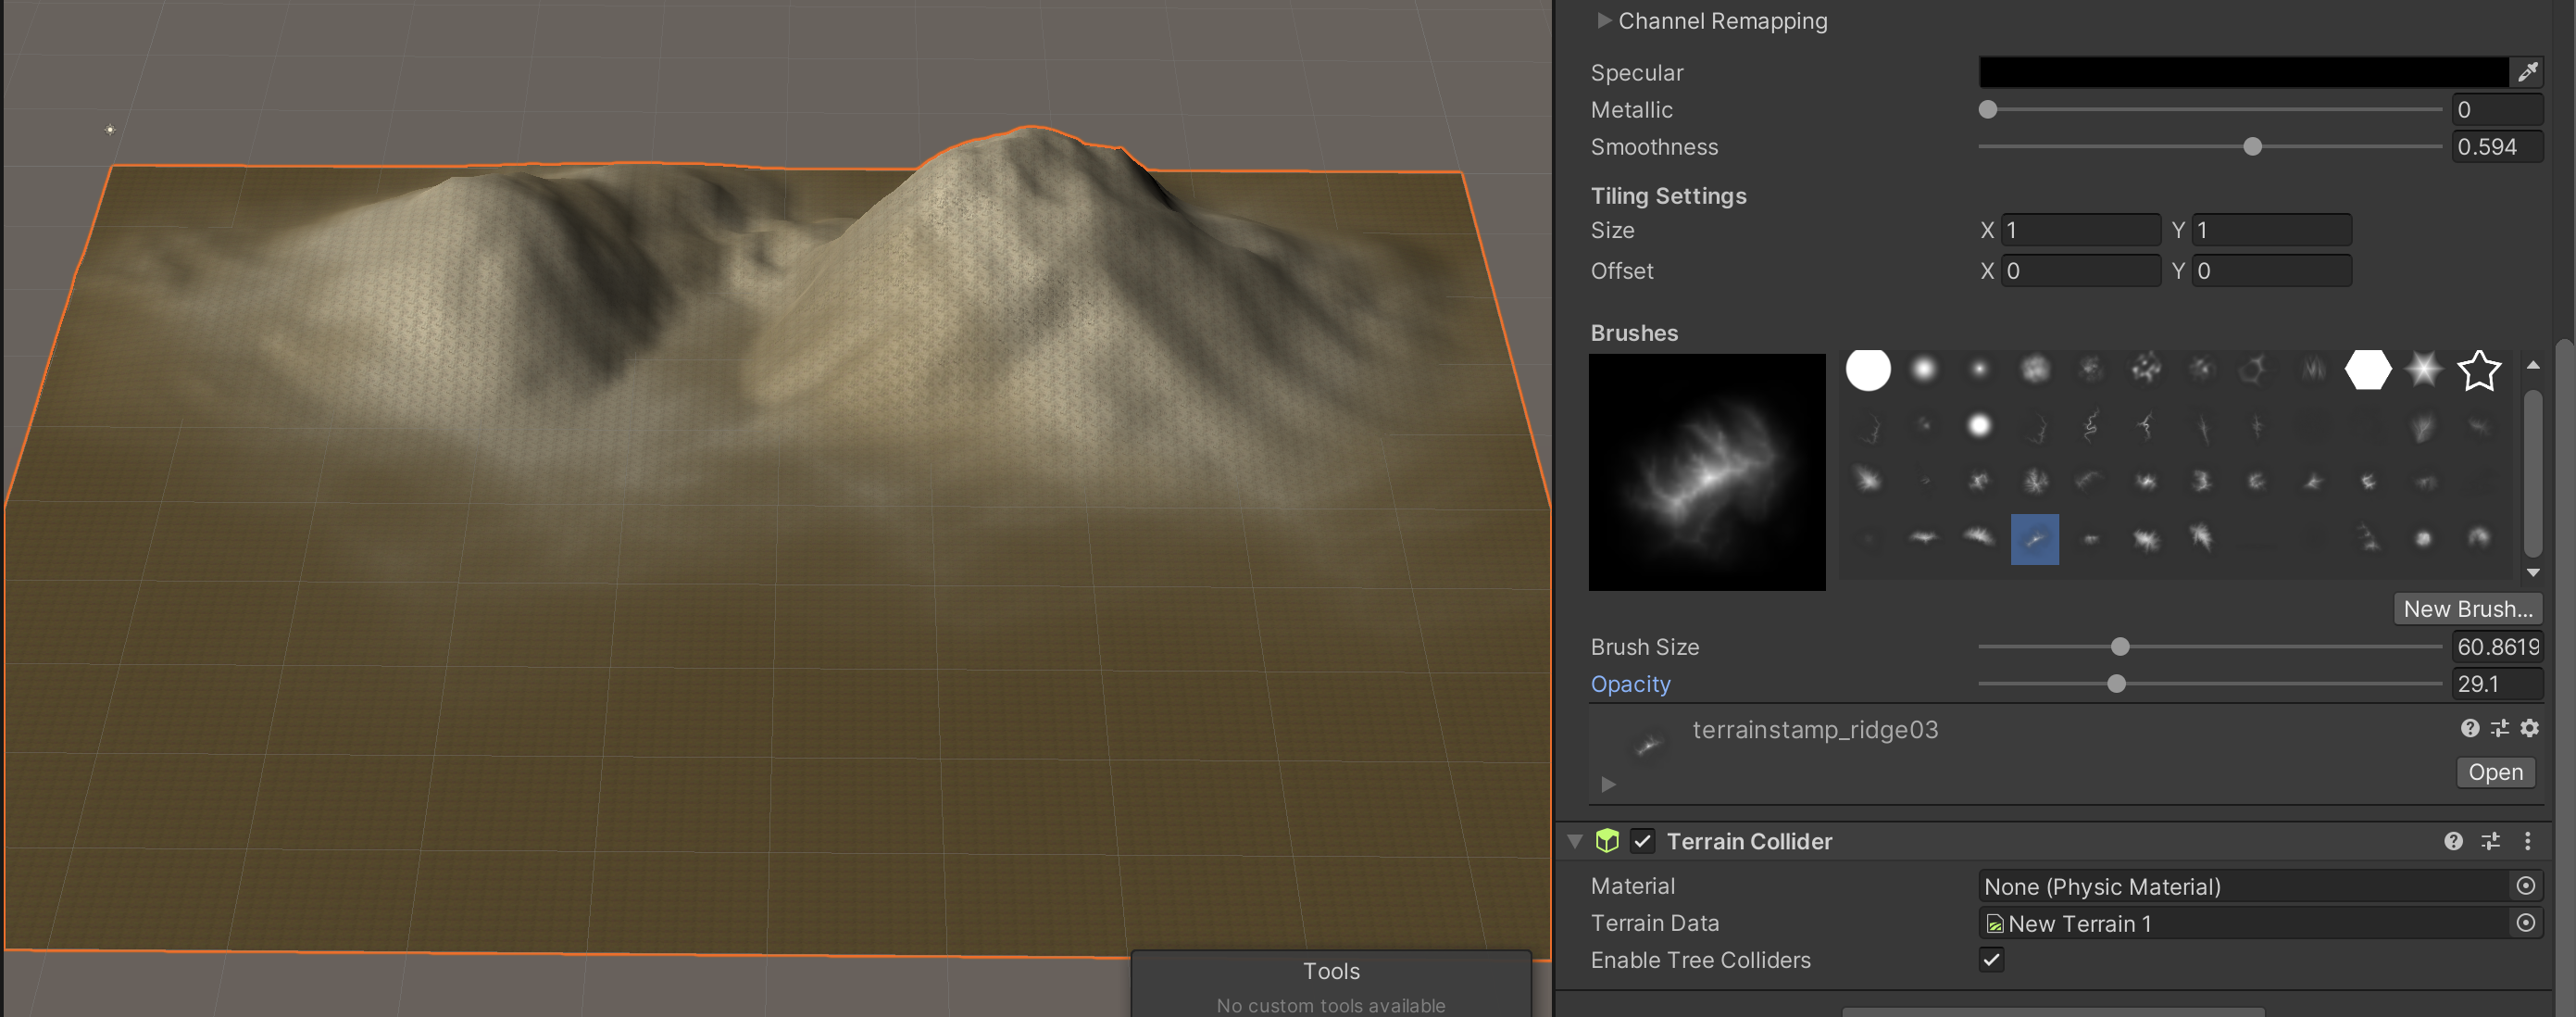 Channel Remapping
Specular
Metallic 0
Smoothness 0.594
Tiling Settings
Size X 1 Y 1
Offset X 0 Y 0
Brushes
New Brush...
Brush Size 60.8619
Opacity 29.1
terrainstamp_ridge03
Open
Terrain Collider
Material None (Physic Material)
Terrain Data New Terrain 1
Enable Tree Colliders
Tools
No custom tools available